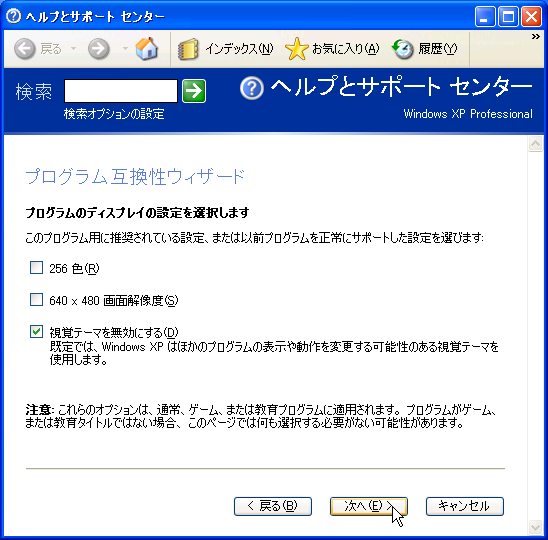 ヘルプとサポート センター
戻る インデックス(N) お気に入り(A) 履歴(Y) »
検索 ? ヘルプとサポート センター
検索オプションの設定 Windows XP Professional
プログラム互換性ウィザード
プログラムのディスプレイの設定を選択します
このプログラム用に推奨されている設定、または以前プログラムを正常にサポートした設定を選びます:
256 色(R)
640 x 480 画面解像度(S)
視覚テーマを無効にする(D)
既定では、Windows XP はほかのプログラムの表示や動作を変更する可能性のある視覚テーマを
使用します。
注意: これらのオプションは、通常、ゲーム、または教育プログラムに適用されます。プログラムがゲーム、
または教育タイトルではない場合、このページでは何も選択する必要がない可能性があります。
< 戻る(B) 次へ(E) > キャンセル